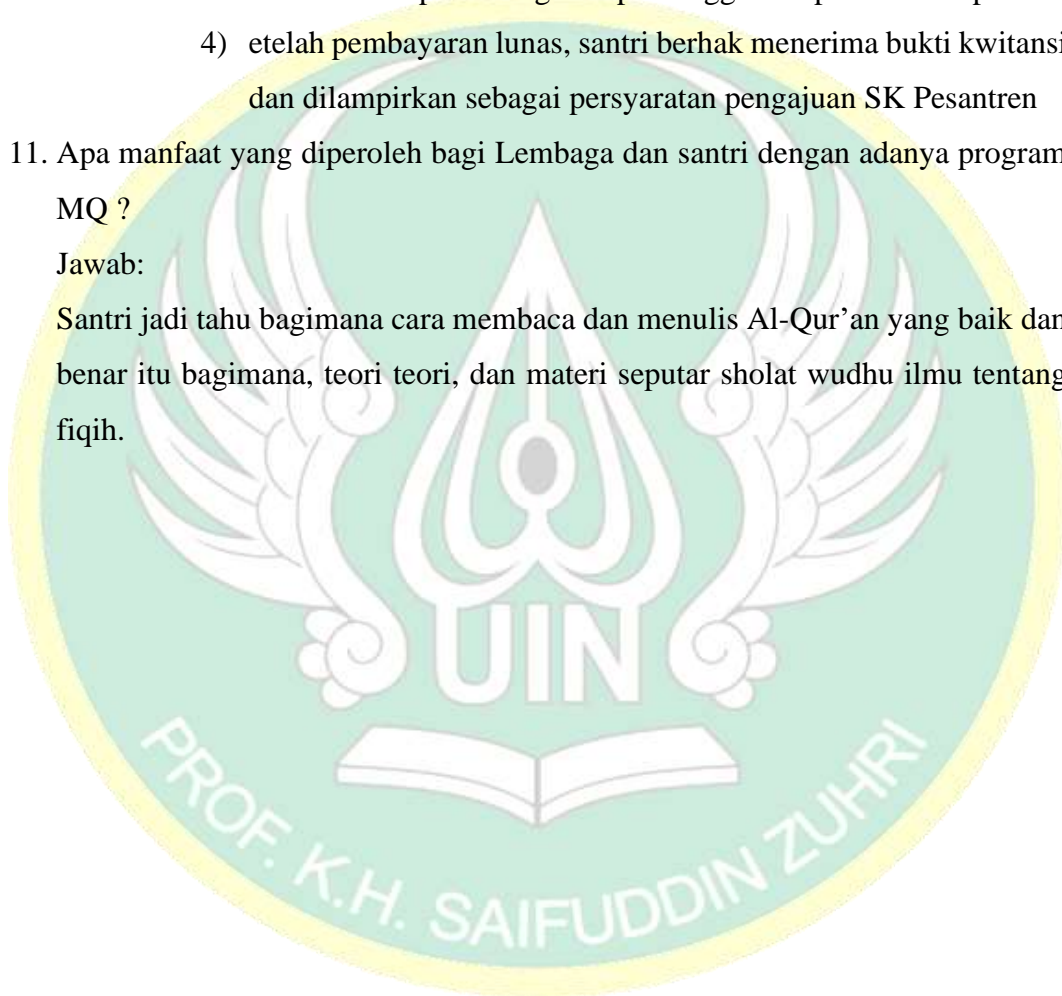 4) etelah pembayaran lunas, santri berhak menerima bukti kwitansi
dan dilampirkan sebagai persyaratan pengajuan SK Pesantren
11. Apa manfaat yang diperoleh bagi Lembaga dan santri dengan adanya program
MQ ?
Jawab:
Santri jadi tahu bagaimana cara membaca dan menulis Al-Qur’an yang baik dan
benar itu bagimana, teori teori, dan materi seputar sholat wudhu ilmu tentang
fiqih.
UIN
PROF. K.H. SAIFUDDIN ZUHRI